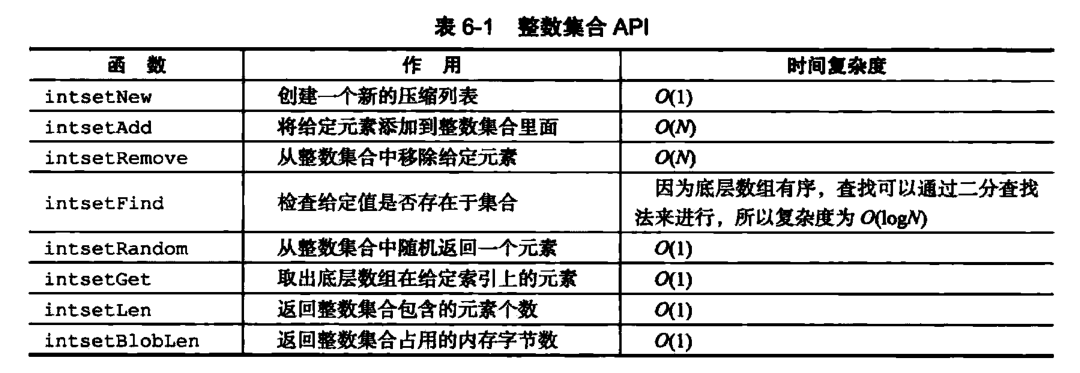 表 6-1 整数集合 API
函 数 作 用 时间复杂度
intsetNew 创建一个新的压缩列表 O(1)
intsetAdd 将给定元素添加到整数集合里面 O(N)
intsetRemove 从整数集合中移除给定元素 O(N)
intsetFind 检查给定值是否存在于集合 因为底层数组有序，查找可以通过二分查找
法来进行，所以复杂度为 O(logN)
intsetRandom 从整数集合中随机返回一个元素 O(1)
intsetGet 取出底层数组在给定索引上的元素 O(1)
intsetLen 返回整数集合包含的元素个数 O(1)
intsetBlobLen 返回整数集合占用的内存字节数 O(1)